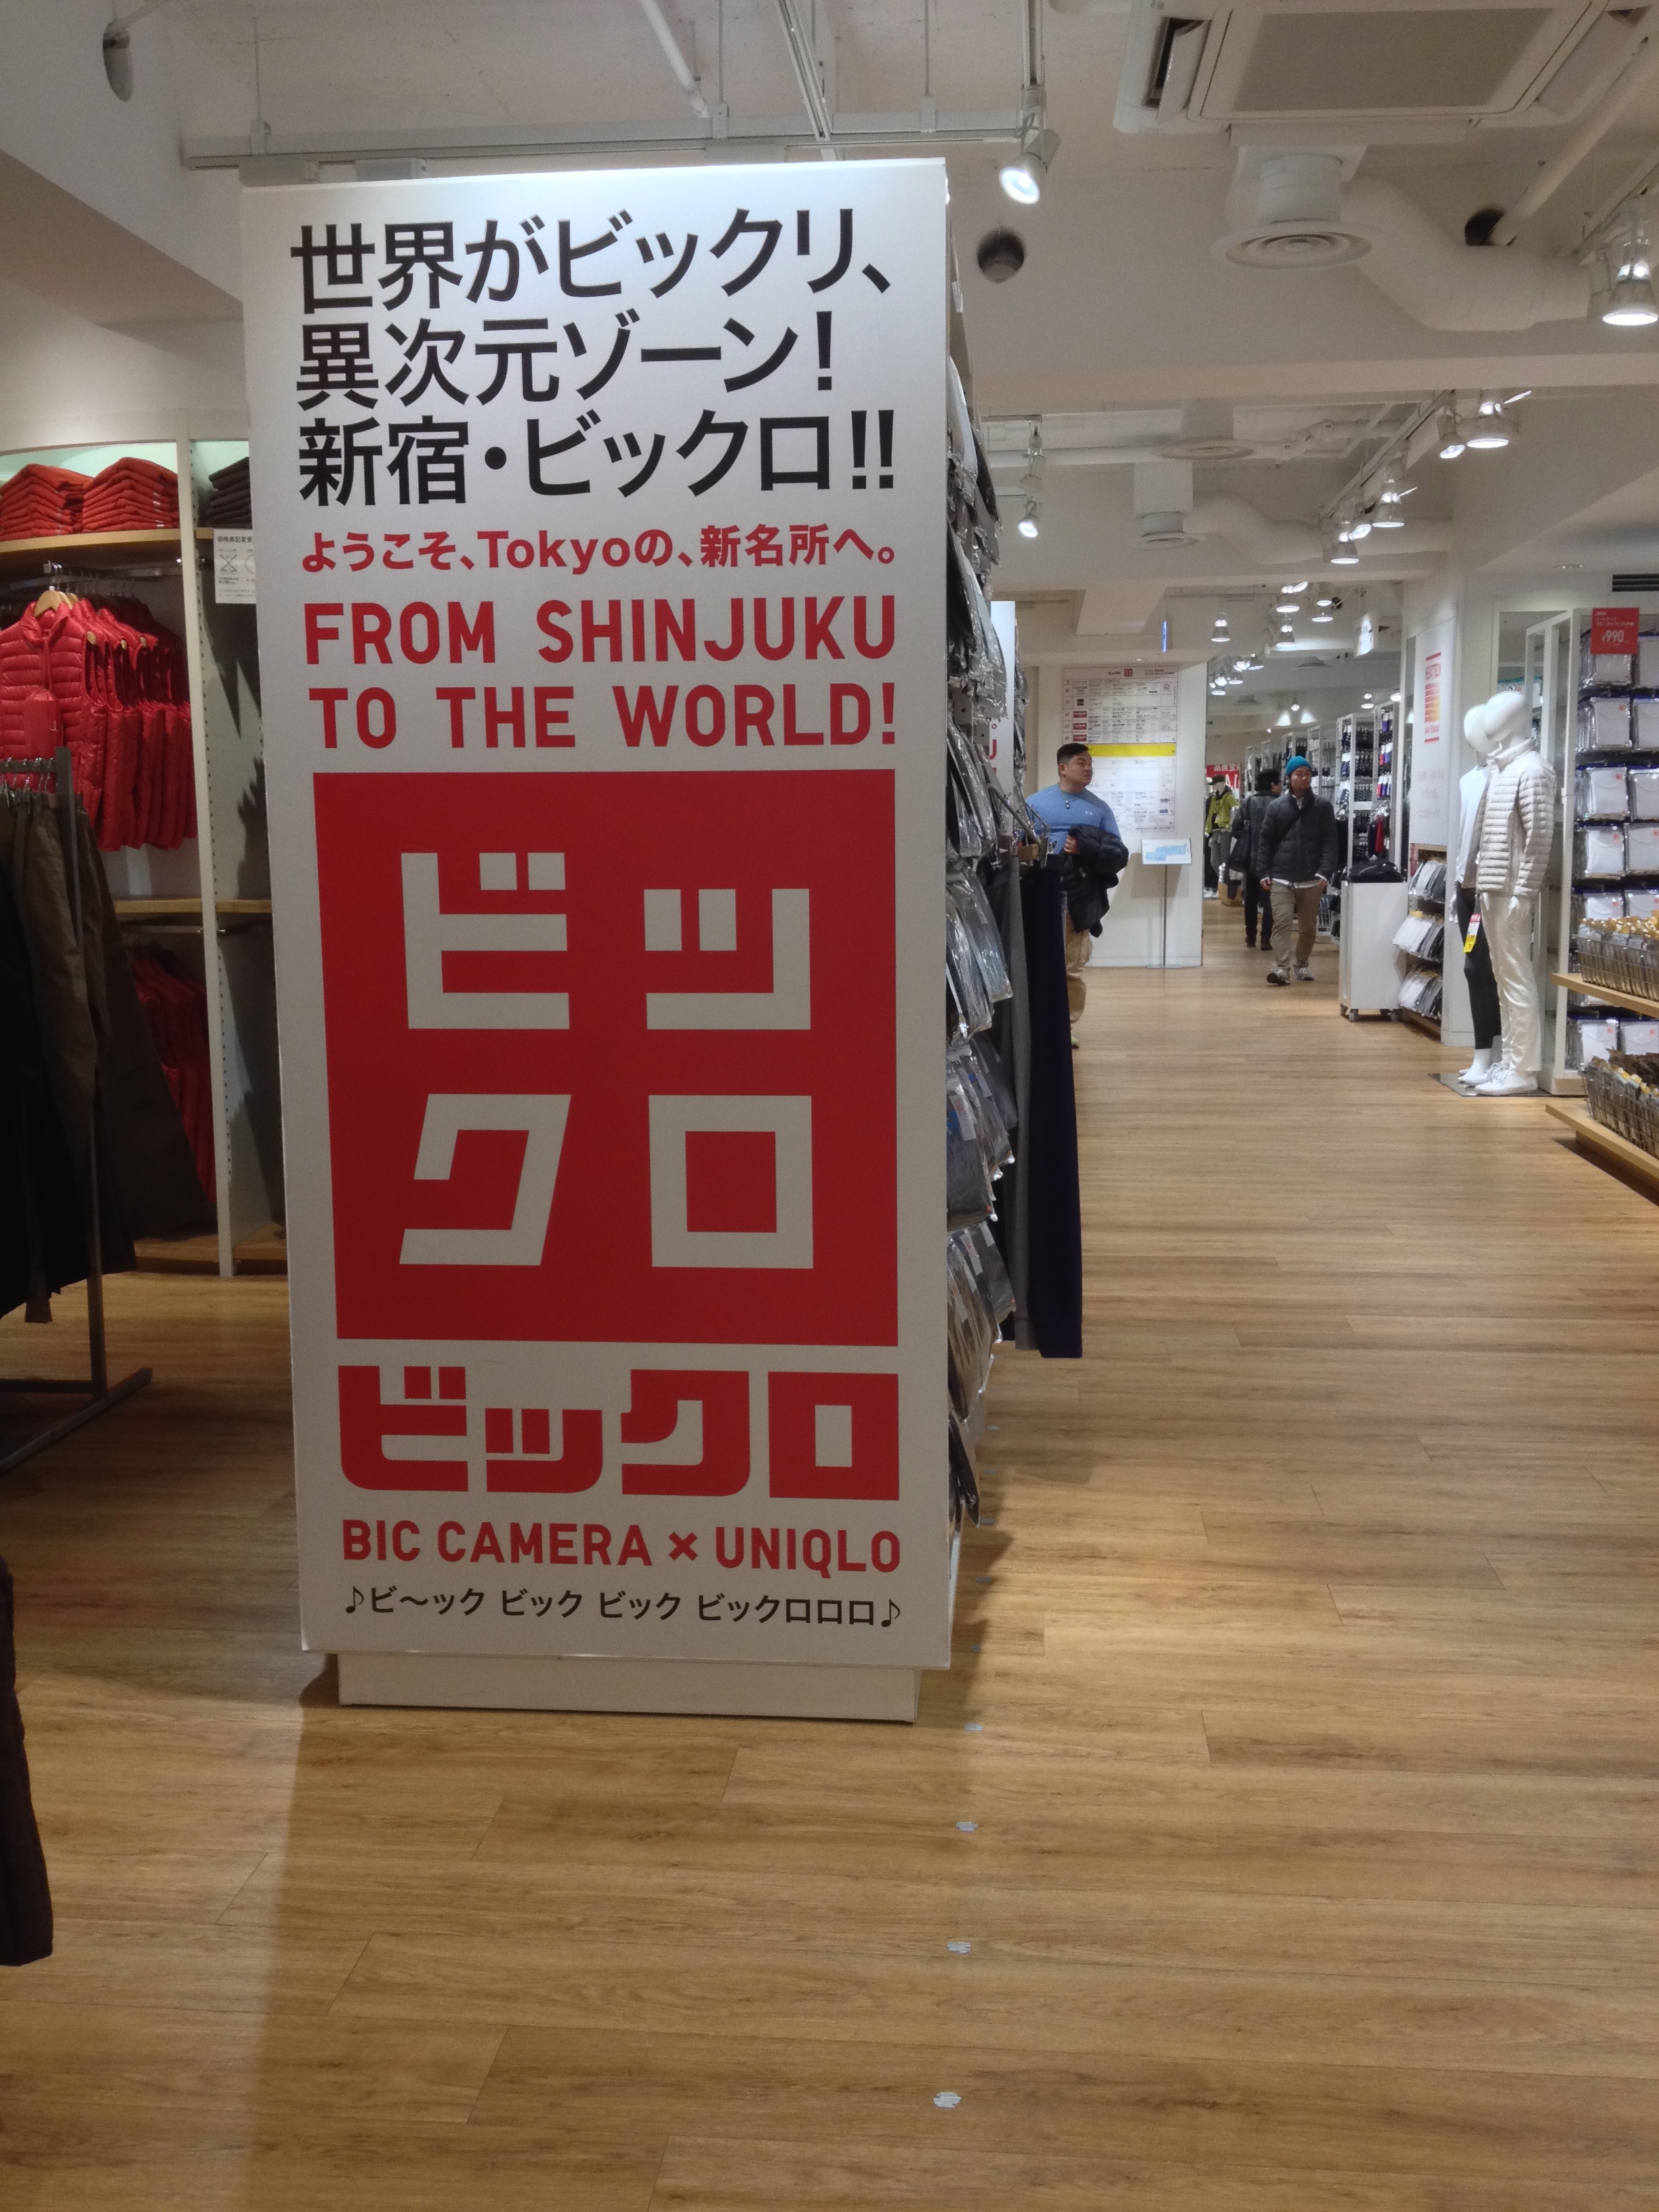 世界がビックリ、
異次元ゾーン！
新宿・ビックロ!!
ようこそ、Tokyoの、新名所へ。
FROM SHINJUKU
TO THE WORLD!
ビッ
クロ
ビックロ
BIC CAMERA × UNIQLO
♪ビ〜ック ビック ビック ビックロロロ♪
¥990